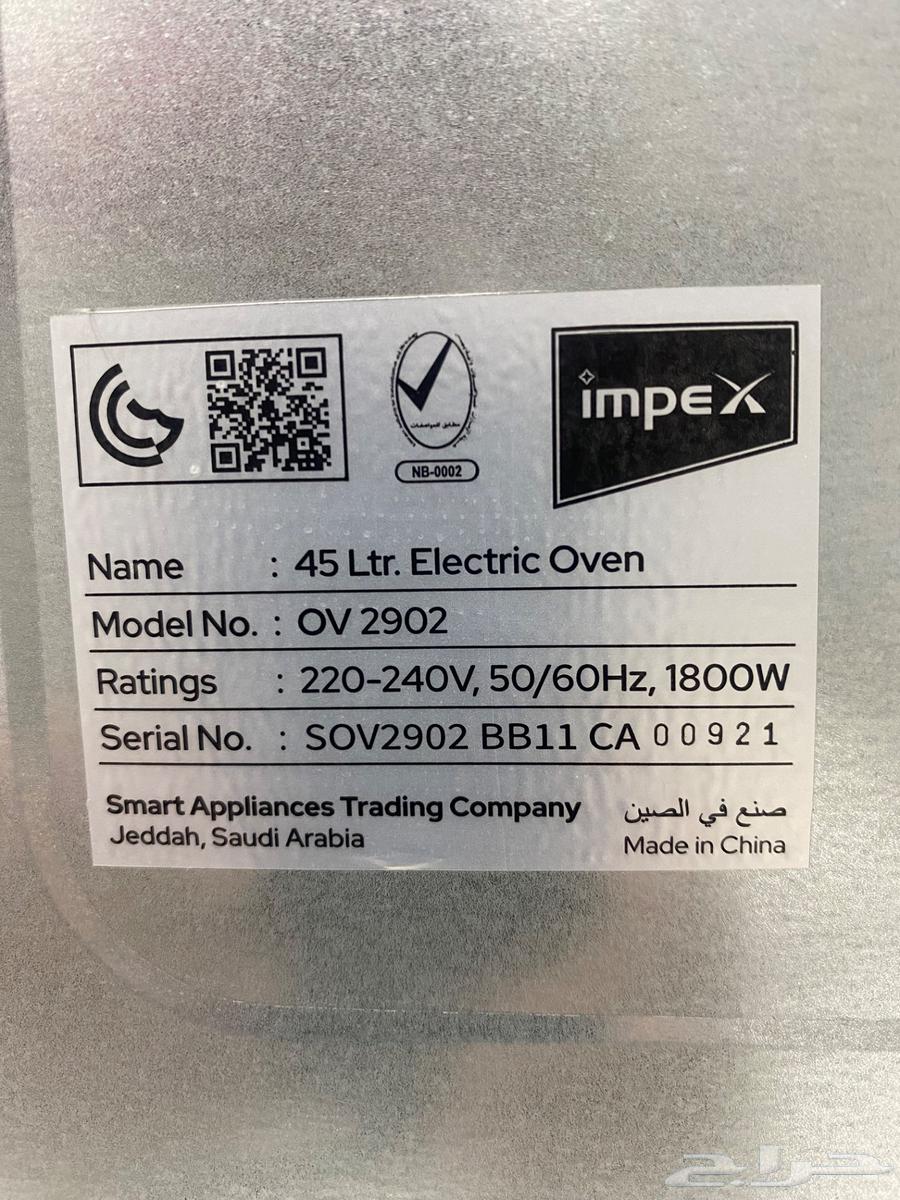 مطابق للمواصفات
NB-0002
impex
Name : 45 Ltr. Electric Oven
Model No. : OV 2902
Ratings : 220-240V, 50/60Hz, 1800W
Serial No. : SOV2902 BB11 CA 00921
Smart Appliances Trading Company
صنع في الصين
Jeddah, Saudi Arabia
Made in China
حراج